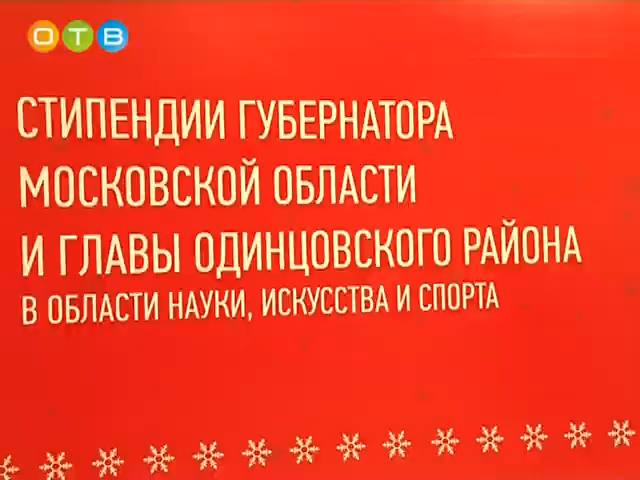 ОТВ
СТИПЕНДИИ ГУБЕРНАТОРА
МОСКОВСКОЙ ОБЛАСТИ
И ГЛАВЫ ОДИНЦОВСКОГО РАЙОНА
В ОБЛАСТИ НАУКИ, ИСКУССТВА И СПОРТА